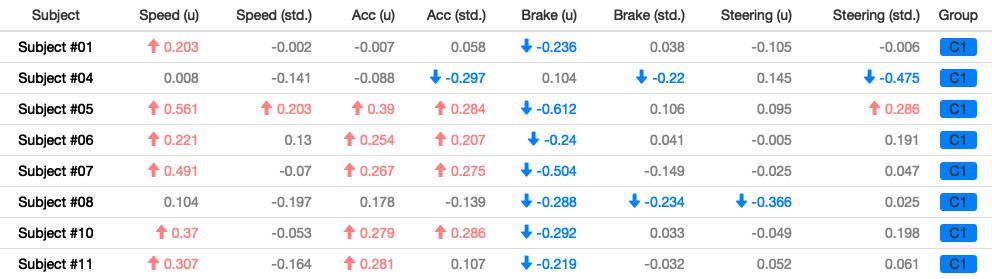 Subject Speed (u) Speed (std.) Acc (u) Acc (std.) Brake (u) Brake (std.) Steering (u) Steering (std.) Group
Subject #01 0.203 -0.002 -0.007 0.058 -0.236 0.038 -0.105 -0.006 C1
Subject #04 0.008 -0.141 -0.088 -0.297 0.104 -0.22 0.145 -0.475 C1
Subject #05 0.561 0.203 0.39 0.284 -0.612 0.106 0.095 0.286 C1
Subject #06 0.221 0.13 0.254 0.207 -0.24 0.041 -0.005 0.191 C1
Subject #07 0.491 -0.07 0.267 0.275 -0.504 -0.149 -0.025 0.047 C1
Subject #08 0.104 -0.197 0.178 -0.139 -0.288 -0.234 -0.366 0.025 C1
Subject #10 0.37 -0.053 0.279 0.286 -0.292 0.033 -0.049 0.198 C1
Subject #11 0.307 -0.164 0.281 0.107 -0.219 -0.032 0.052 0.061 C1